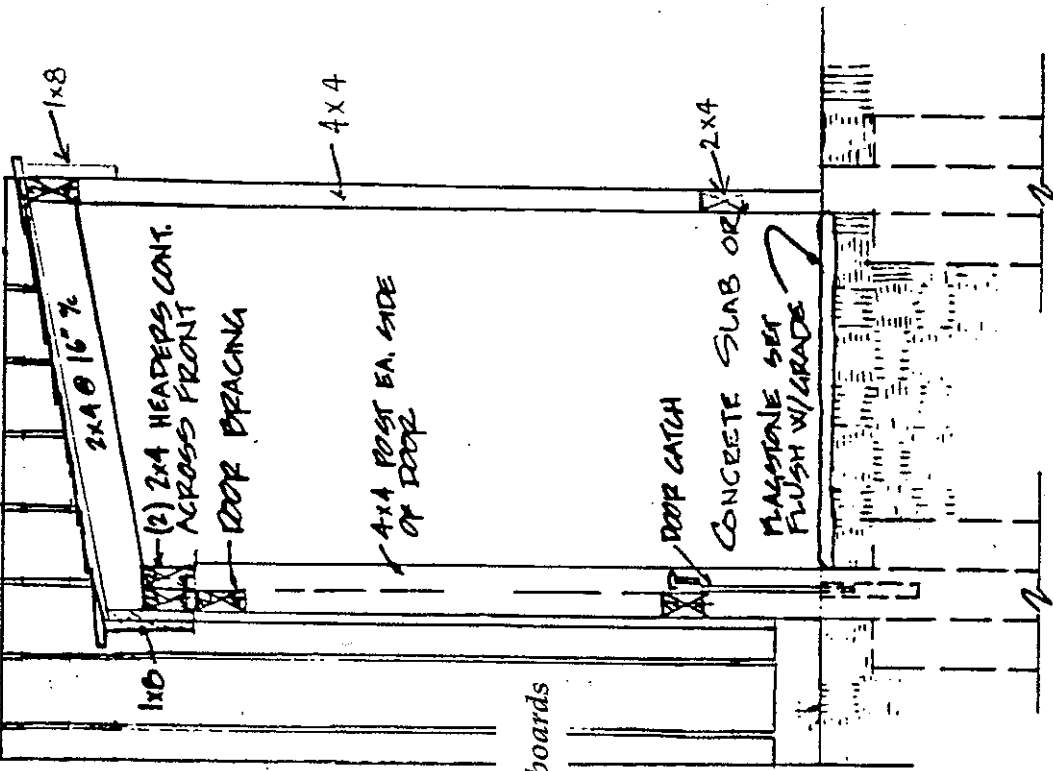 1x8
4x4
2x4 @ 16" %
(2) 2x4 HEADERS CONT.
ACROSS FRONT
DOOR BRACING
4x4 POST EA. SIDE
OF DOOR
2x4
DOOR CATCH
CONCRETE SLAB OR
FLAGSTONE SET
FLUSH W/GRADE
1x8
boards